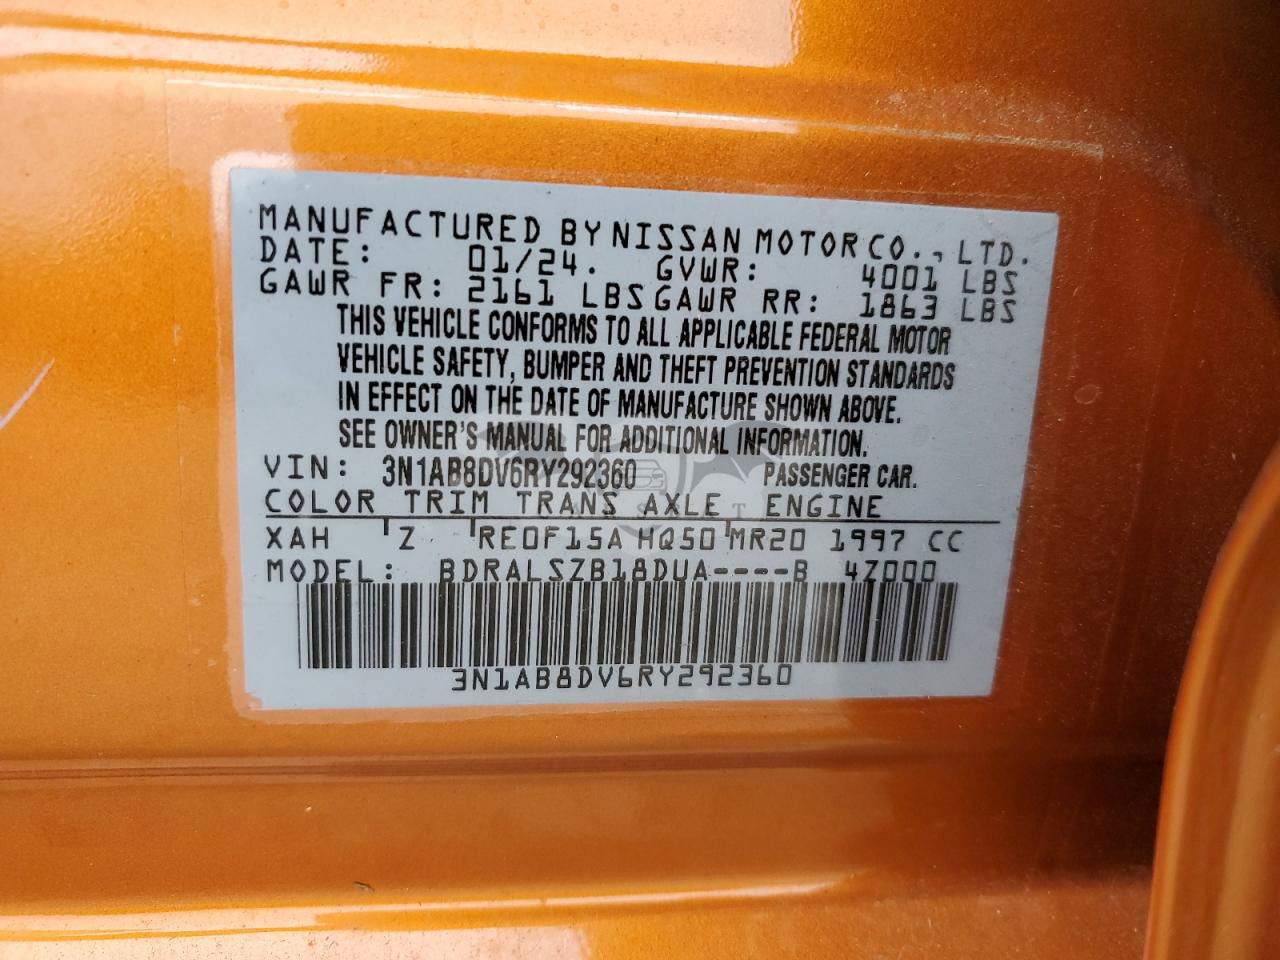 MANUFACTURED BY NISSAN MOTOR CO., LTD.
DATE: 01/24. GVWR: 4001 LBS
GAWR FR: 2161 LBS GAWR RR: 1863 LBS
THIS VEHICLE CONFORMS TO ALL APPLICABLE FEDERAL MOTOR
VEHICLE SAFETY, BUMPER AND THEFT PREVENTION STANDARDS
IN EFFECT ON THE DATE OF MANUFACTURE SHOWN ABOVE.
SEE OWNER'S MANUAL FOR ADDITIONAL INFORMATION.
VIN: 3N1AB8DV6RY292360 PASSENGER CAR.
COLOR TRIM TRANS AXLE ENGINE
XAH Z RE0F15A HQ50 MR20 1997 CC
MODEL: BDRALSZB18DUA----B 4Z000
3N1AB8DV6RY292360